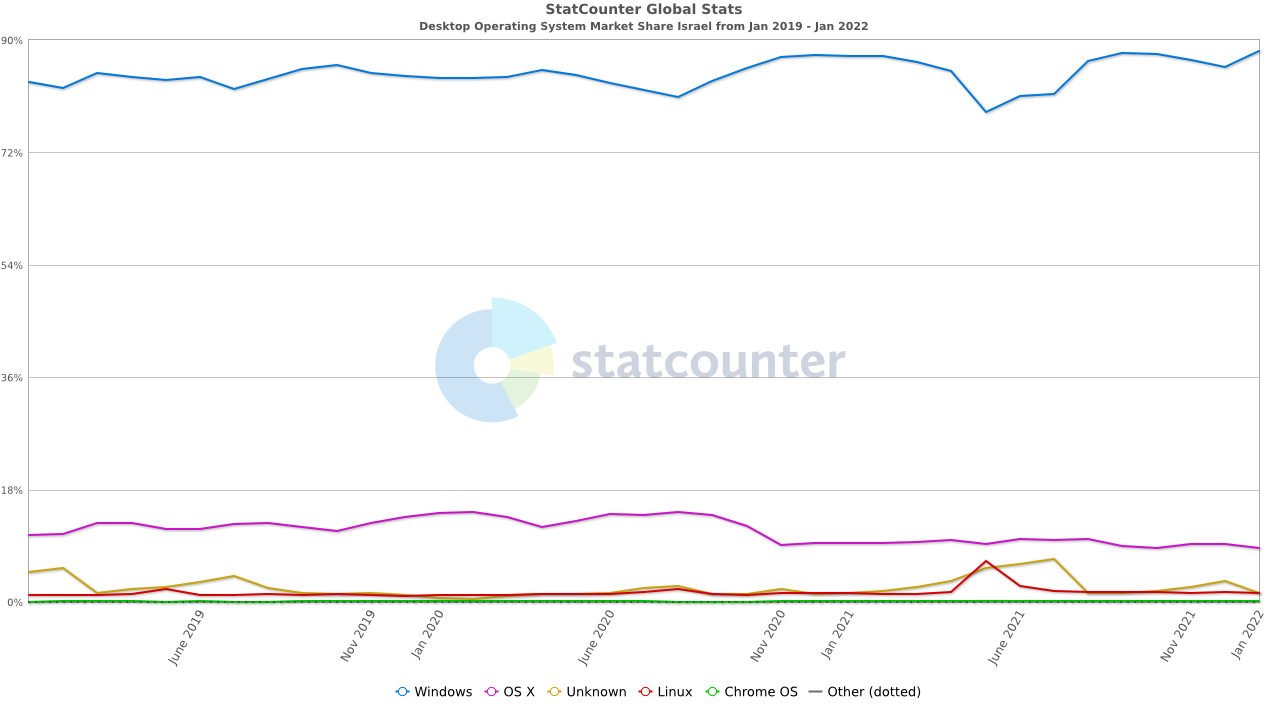 StatCounter Global Stats
Desktop Operating System Market Share Israel from Jan 2019 - Jan 2022
90%
72%
54%
36%
18%
0%
statcounter
June 2019
Nov 2019
Jan 2020
June 2020
Nov 2020
Jan 2021
June 2021
Nov 2021
Jan 2022
Windows OS X Unknown Linux Chrome OS Other (dotted)